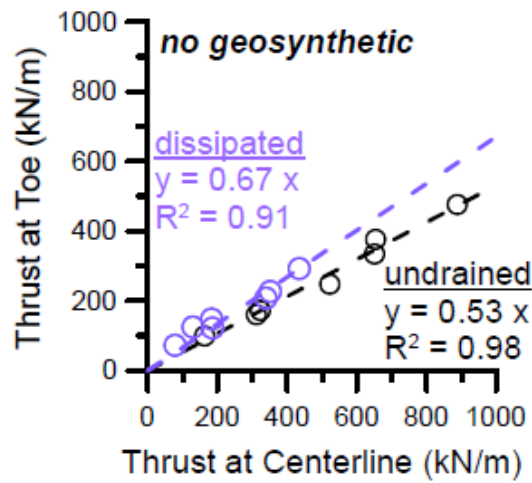 no geosynthetic
Thrust at Toe (kN/m)
1000
800
600
400
200
0
dissipated
y = 0.67 x
R² = 0.91
undrained
y = 0.53 x
R² = 0.98
0 200 400 600 800 1000
Thrust at Centerline (kN/m)